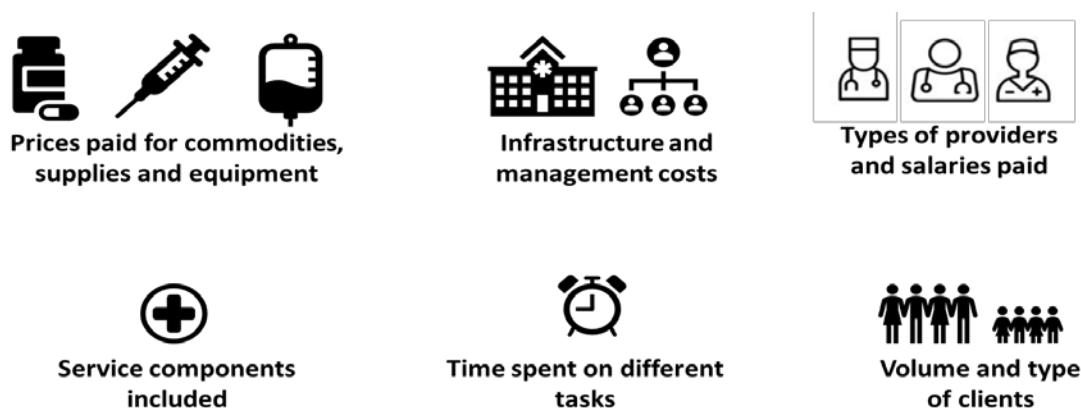 Prices paid for commodities,
supplies and equipment
Infrastructure and
management costs
Types of providers
and salaries paid
Service components
included
Time spent on different
tasks
Volume and type
of clients